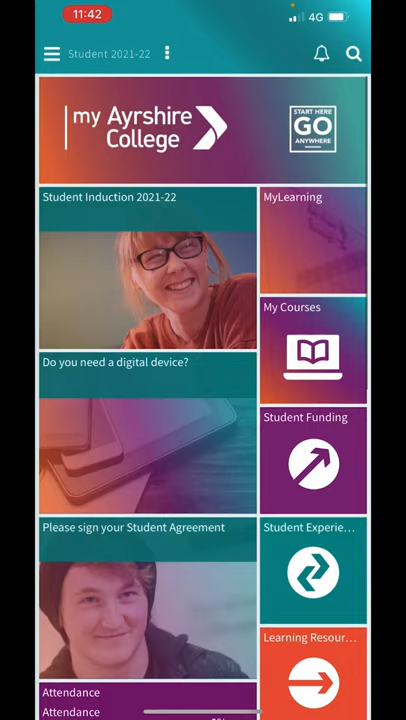 11:42
4G
Student 2021-22
my Ayrshire
College
START HERE
GO
ANYWHERE
Student Induction 2021-22
MyLearning
My Courses
Do you need a digital device?
Student Funding
Please sign your Student Agreement
Student Experie...
Learning Resour...
Attendance
Attendance